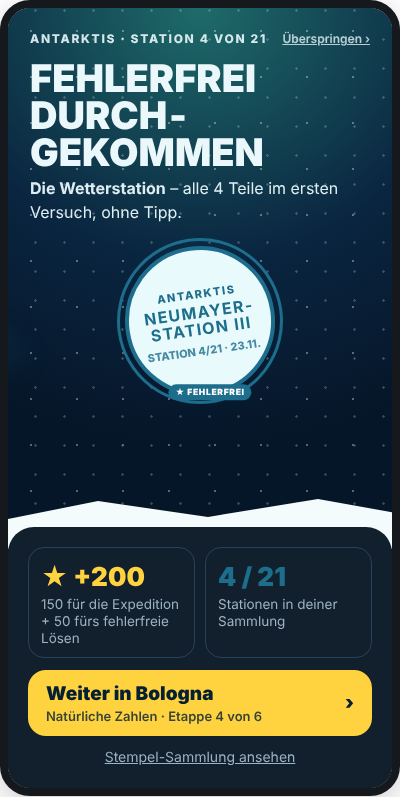 ANTARKTIS · STATION 4 VON 21 Überspringen ›
FEHLERFREI
DURCH-
GEKOMMEN
Die Wetterstation – alle 4 Teile im ersten
Versuch, ohne Tipp.
ANTARKTIS
NEUMAYER-
STATION III
STATION 4/21 · 23.11.
★ FEHLERFREI
★ +200
150 für die Expedition
+ 50 fürs fehlerfreie
Lösen
4 / 21
Stationen in deiner
Sammlung
Weiter in Bologna
Natürliche Zahlen · Etappe 4 von 6
›
Stempel-Sammlung ansehen